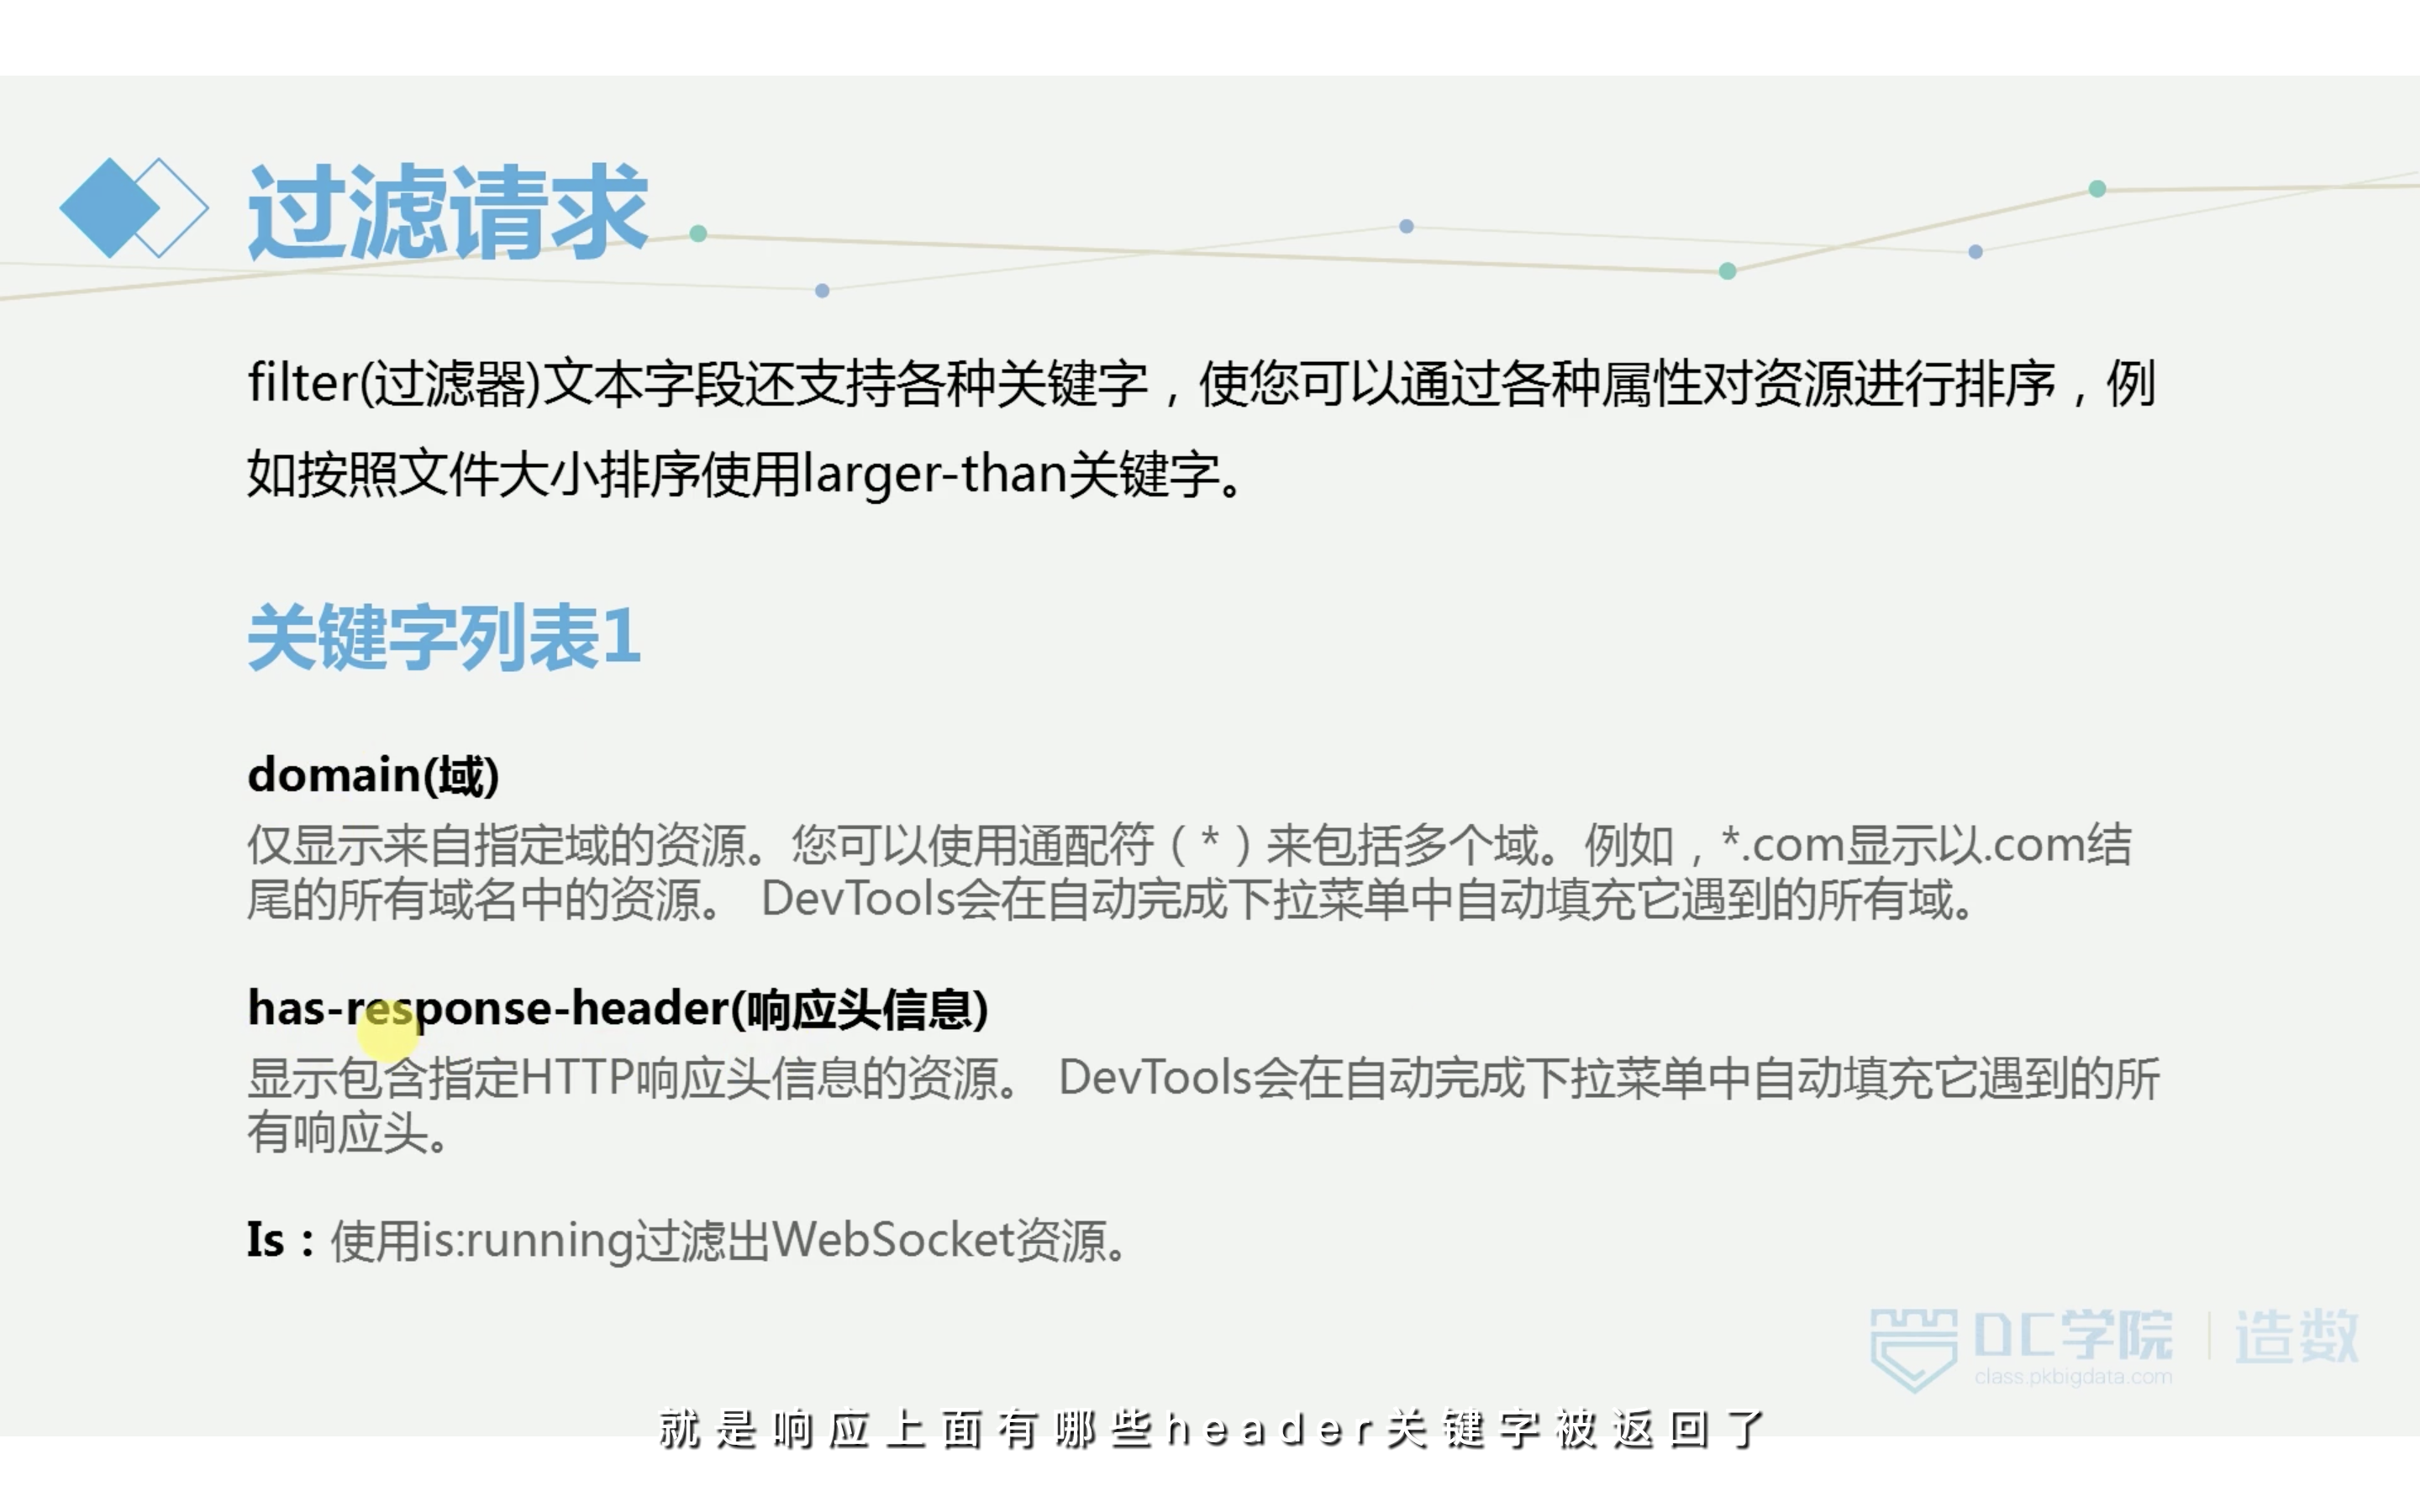 过滤请求
filter(过滤器)文本字段还支持各种关键字，使您可以通过各种属性对资源进行排序，例
如按照文件大小排序使用larger-than关键字。
关键字列表1
domain(域)
仅显示来自指定域的资源。您可以使用通配符（*）来包括多个域。例如，*.com显示以.com结
尾的所有域名中的资源。 DevTools会在自动完成下拉菜单中自动填充它遇到的所有域。
has-response-header(响应头信息)
显示包含指定HTTP响应头信息的资源。 DevTools会在自动完成下拉菜单中自动填充它遇到的所
有响应头。
Is：使用is:running过滤出WebSocket资源。
DC学院 | 造数
class.pkbigdata.com
就是响应上面有哪些header关键字被返回了